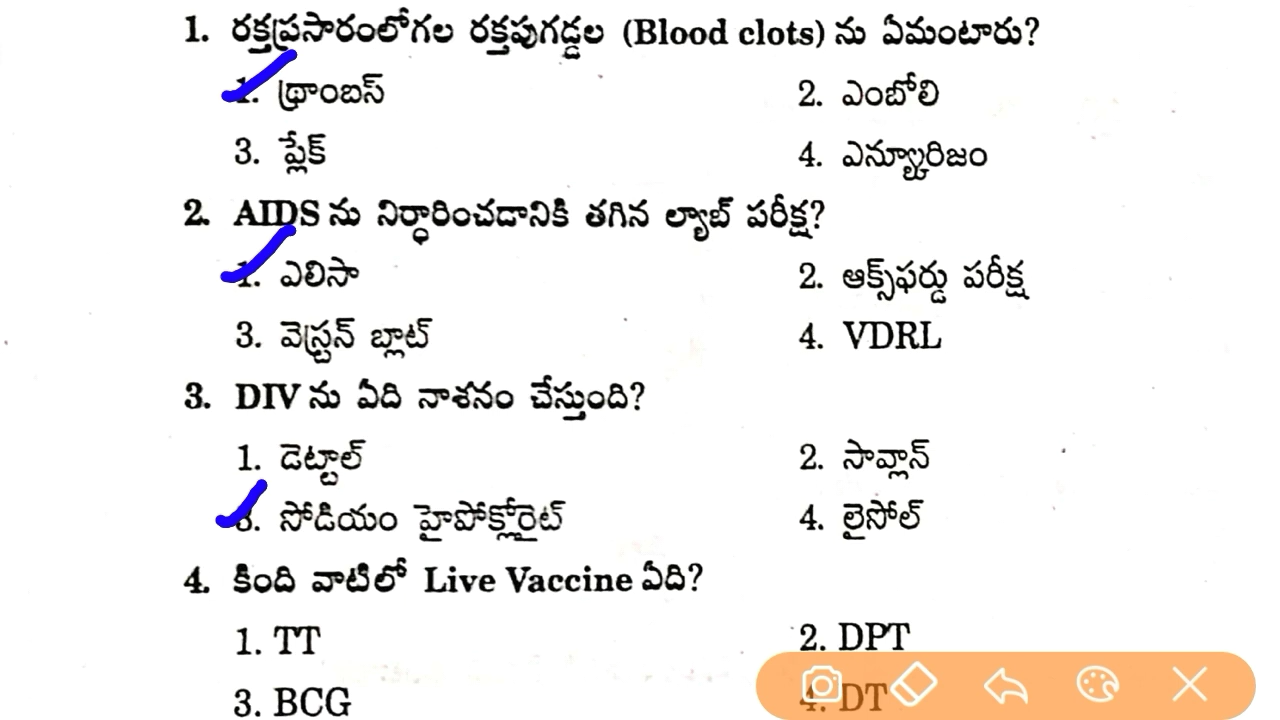 1. రక్తప్రసారంలోగల రక్తపుగడ్డల (Blood clots) ను ఏమంటారు?
1. థ్రాంబస్ 2. ఎంబోలి
3. ప్లేక్ 4. ఎన్యూరిజం
2. AIDS ను నిర్ధారించడానికి తగిన ల్యాబ్ పరీక్ష?
1. ఎలిసా 2. ఆక్స్‌ఫర్డు పరీక్ష
3. వెస్ట్రన్ బ్లాట్ 4. VDRL
3. DIV ను ఏది నాశనం చేస్తుంది?
1. డెట్టాల్ 2. సావ్లాన్
3. సోడియం హైపోక్లోరైట్ 4. లైసోల్
4. కింది వాటిలో Live Vaccine ఏది?
1. TT 2. DPT
3. BCG 4. DT